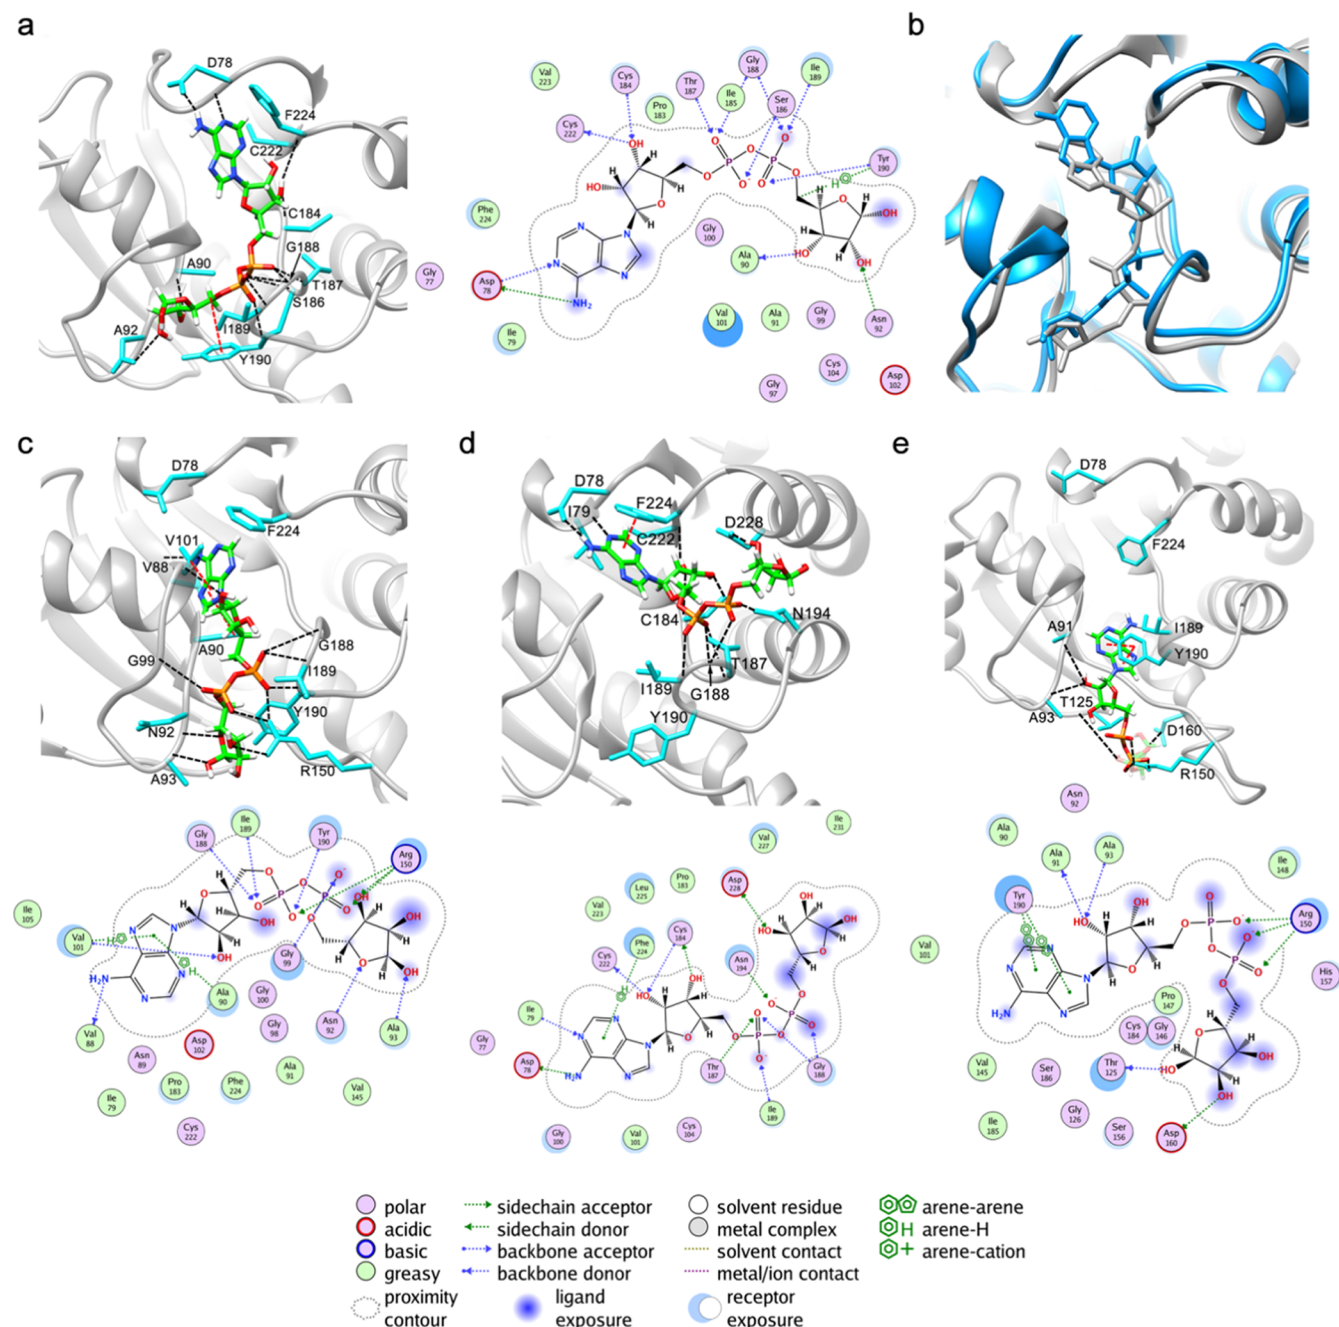 a
D78
F224
C222
C184
G188
A90
T187
S186
A92
I189
Y190
Val
223
Cys
184
Thr
187
Gly
188
Ile
189
Pro
183
Ile
185
Ser
186
Cys
222
Tyr
190
Phe
224
Gly
100
Ala
90
Gly
77
Asp
78
Ile
79
Val
101
Ala
91
Gly
99
Asn
92
Cys
104
Asp
102
Gly
97
HO
OH
H
H
O
O
P
O
P
O
O
O⁻
O
O
H
H
O
OH
HO
OH
H
N
N
N
N
NH₂
b
c
D78
F224
V101
V88
A90
G99
G188
I189
Y190
N92
A93
R150
Gly
188
Ile
189
Tyr
190
Arg
150
Ile
105
Val
101
Gly
99
Ala
90
Gly
100
Val
88
Asn
89
Asp
102
Gly
98
Asn
92
Ala
93
Ile
79
Pro
183
Phe
224
Ala
91
Val
145
Cys
222
d
D78
F224
I79
C222
D228
C184
N194
T187
I189
G188
Y190
Ile
231
Val
227
Pro
183
Asp
228
Leu
225
Val
223
Cys
184
Phe
224
Cys
222
Asn
194
Ile
79
Gly
77
Asp
78
Thr
187
Gly
188
Ile
189
Gly
100
Val
101
Cys
104
e
D78
F224
A91
I189
Y190
T125
A93
D160
R150
Asn
92
Ala
90
Ala
91
Ala
93
Ile
148
Tyr
190
Arg
150
Val
101
His
157
Pro
147
Cys
184
Gly
146
Val
145
Ser
186
Thr
125
Ile
185
Gly
126
Ser
156
Asp
160
polar
sidechain acceptor
solvent residue
arene-arene
acidic
sidechain donor
metal complex
H arene-H
basic
backbone acceptor
solvent contact
+ arene-cation
greasy
backbone donor
metal/ion contact
proximity
contour
ligand
exposure
receptor
exposure